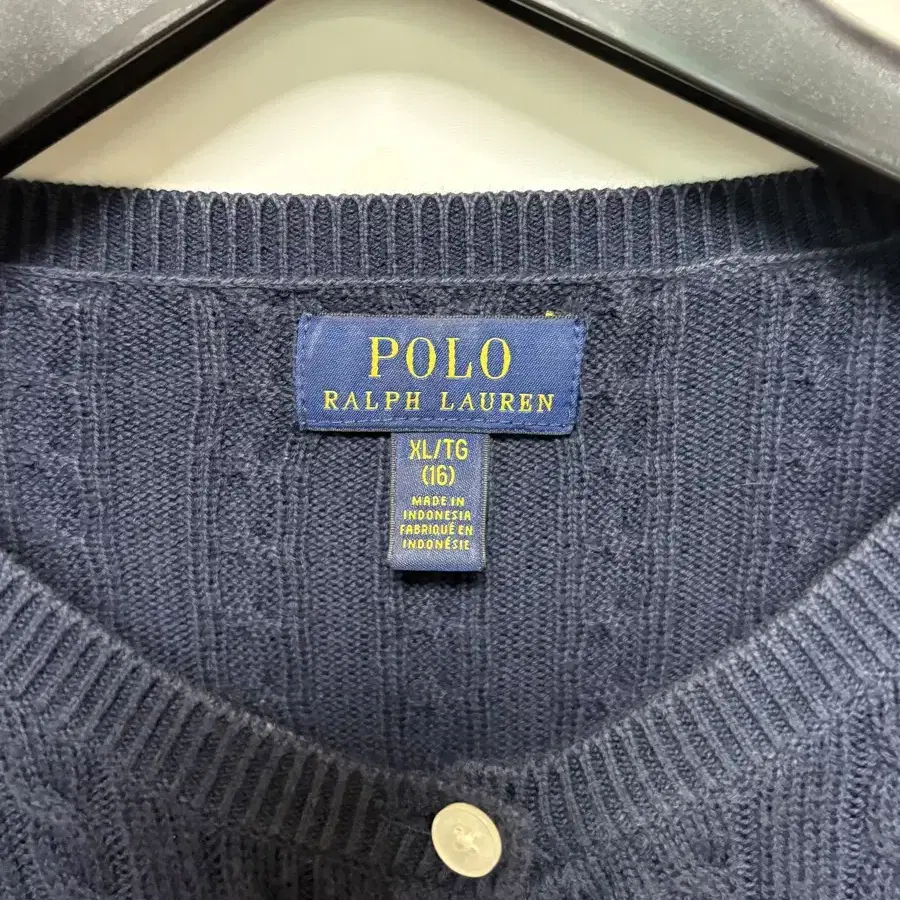 POLO
RALPH LAUREN
XL/TG
(16)
MADE IN
INDONESIA
FABRIQUÉ EN
INDONÉSIE